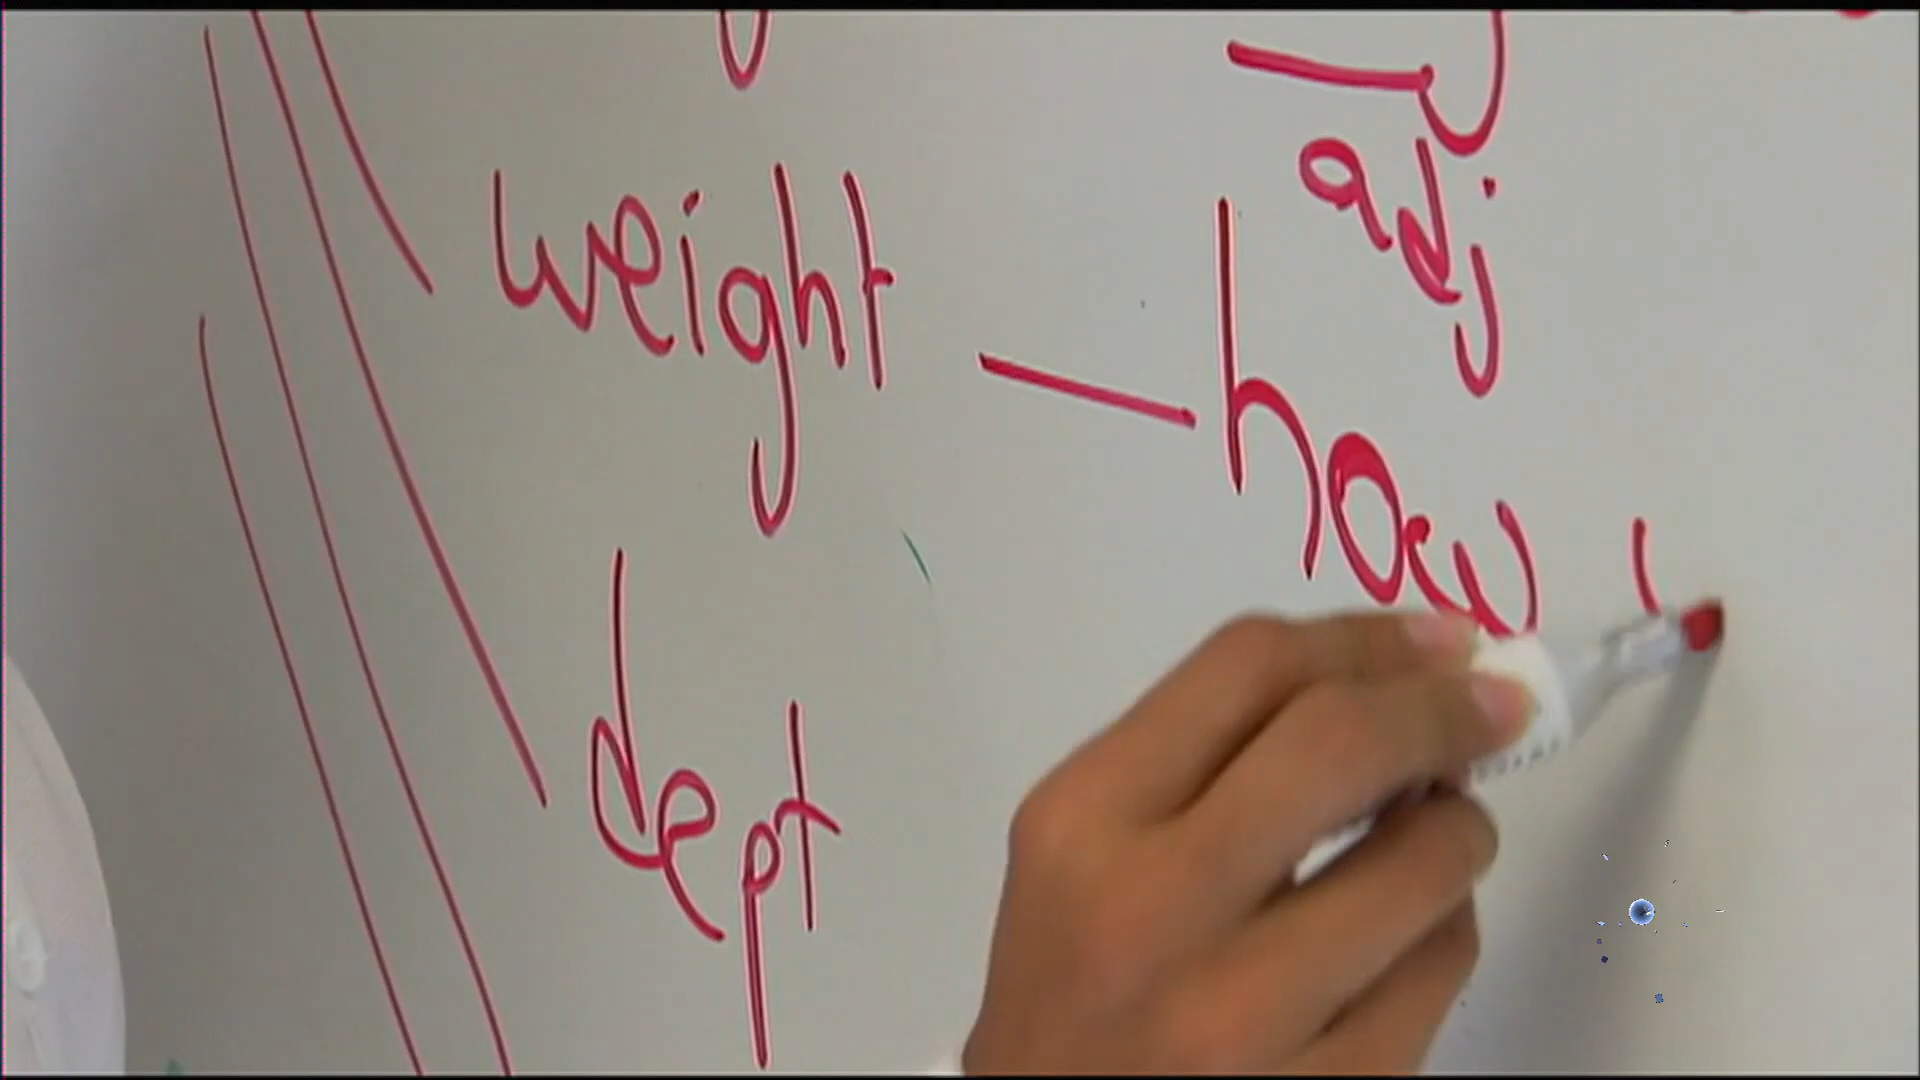 adj
weight — how
dept